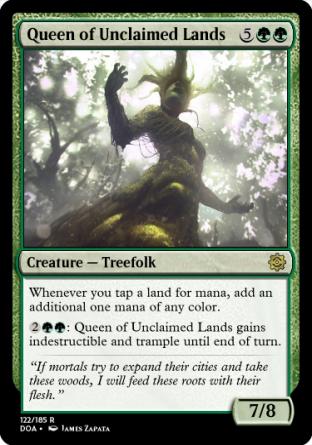 Queen of Unclaimed Lands 5
Creature — Treefolk
Whenever you tap a land for mana, add an
additional one mana of any color.
2: Queen of Unclaimed Lands gains
indestructible and trample until end of turn.
“If mortals try to expand their cities and take
these woods, I will feed these roots with their
flesh.”
7/8
122/185 R
DOA • James Zapata